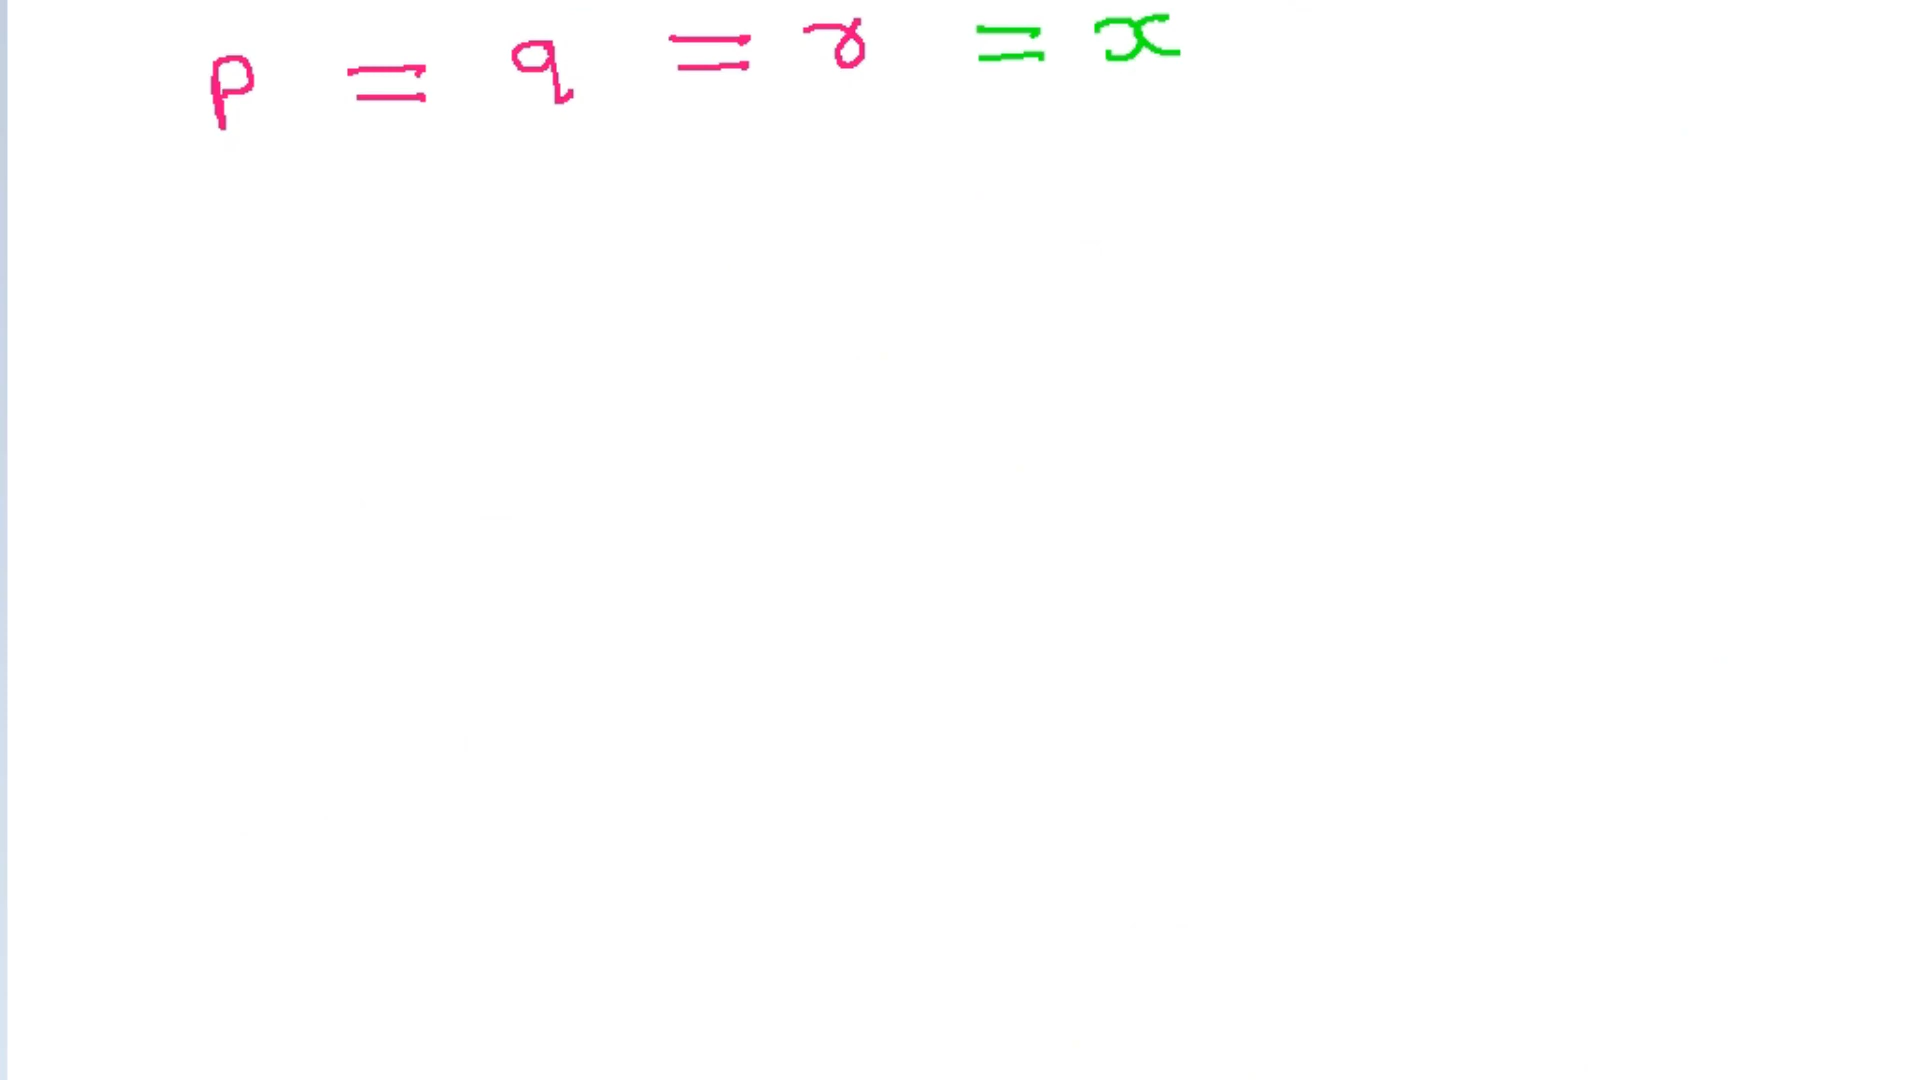 p = q = r = x